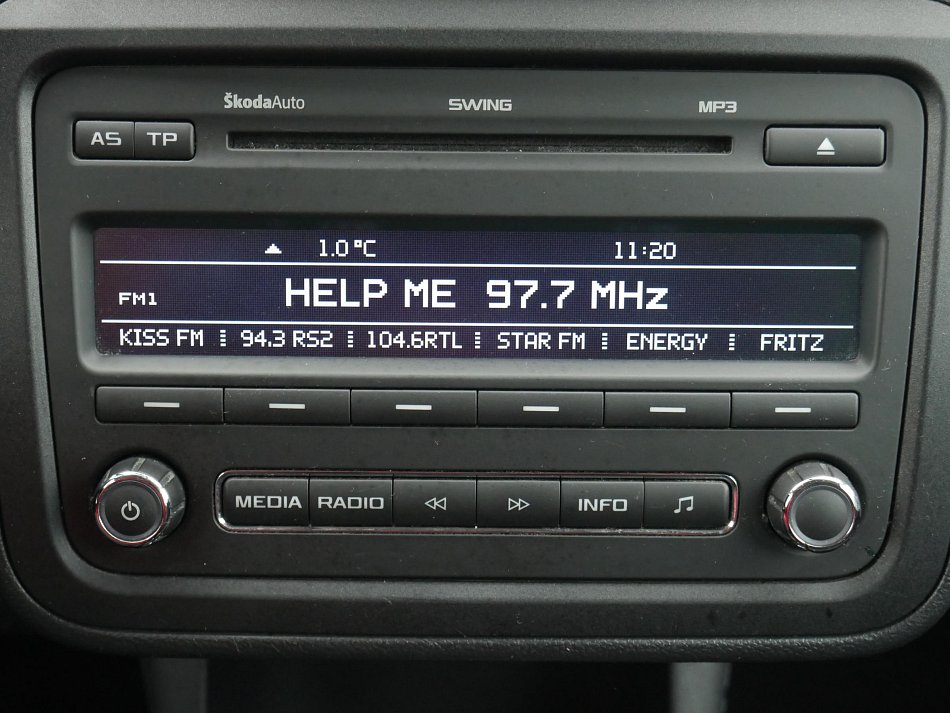 ŠkodaAuto SWING MP3
AS TP
1.0°C 11:20
FM1 HELP ME 97.7 MHz
KISS FM 94.3 RS2 104.6RTL STAR FM ENERGY FRITZ
MEDIA RADIO INFO